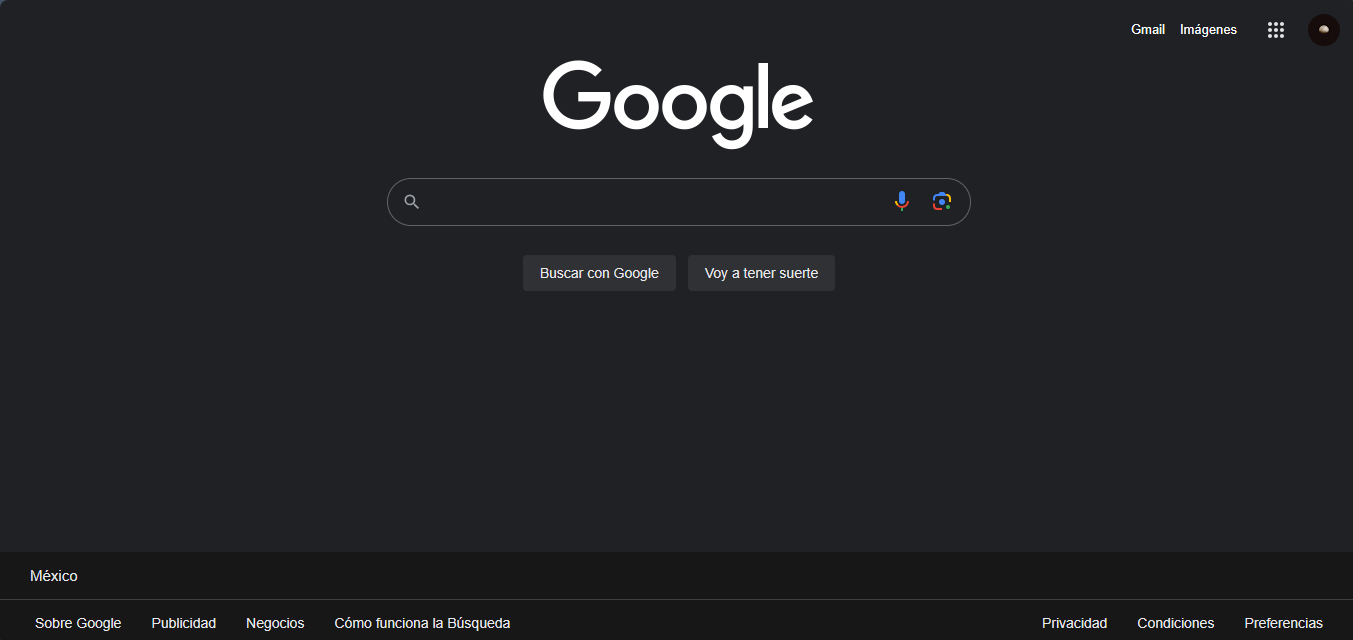 Gmail Imágenes
Google
Buscar con Google Voy a tener suerte
México
Sobre Google Publicidad Negocios Cómo funciona la Búsqueda Privacidad Condiciones Preferencias